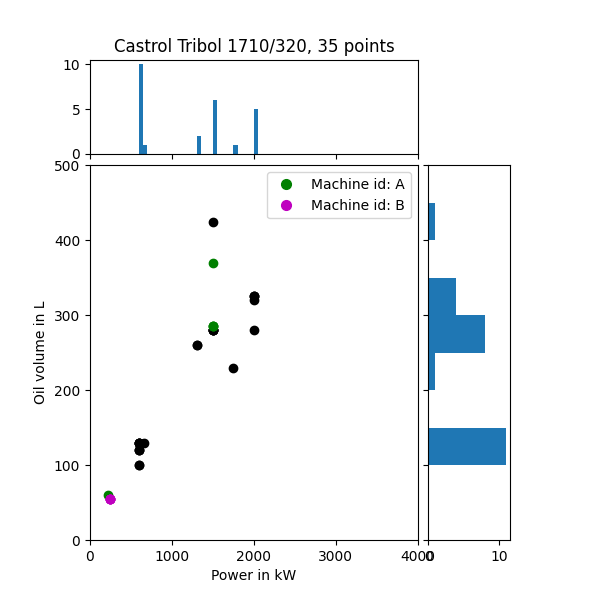 Castrol Tribol 1710/320, 35 points
10
5
0
500
400
300
200
100
0
Oil volume in L
Machine id: A
Machine id: B
0 1000 2000 3000 4000
0 10
Power in kW